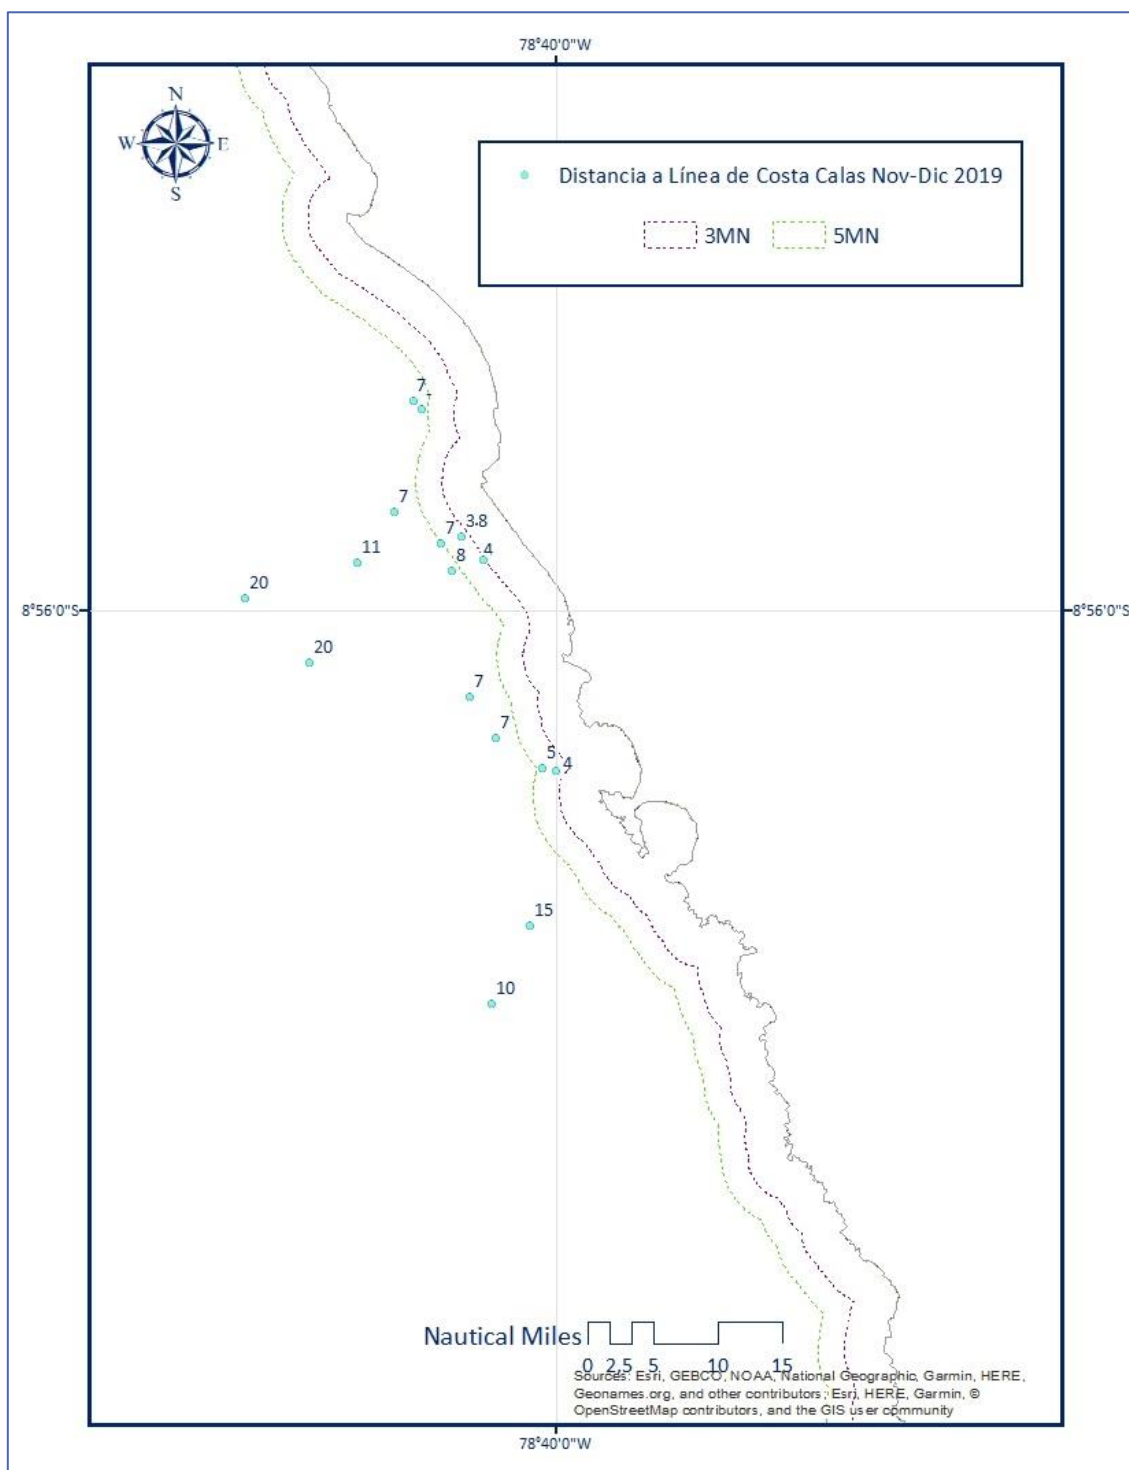 78°40'0"W
N
W E
S
Distancia a Línea de Costa Calas Nov-Dic 2019
3MN 5MN
7
7
3.8
7
4
8
11
20
8°56'0"S 8°56'0"S
20
7
7
5
4
15
10
Nautical Miles
0 2,5 5 10 15
Sources: Esri, GEBCO, NOAA, National Geographic, Garmin, HERE,
Geonames.org, and other contributors; Esri, HERE, Garmin, ©
OpenStreetMap contributors, and the GIS user community
78°40'0"W